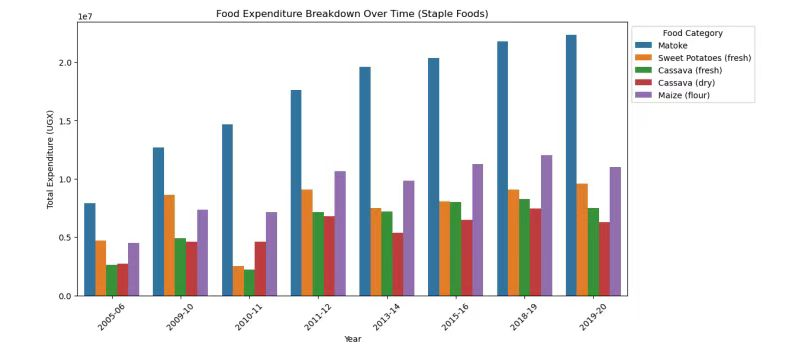 Food Expenditure Breakdown Over Time (Staple Foods)
1e7
Food Category
Matoke
Sweet Potatoes (fresh)
Cassava (fresh)
Cassava (dry)
Maize (flour)
Total Expenditure (UGX)
2.0
1.5
1.0
0.5
0.0
2005-06
2009-10
2010-11
2011-12
2013-14
2015-16
2018-19
2019-20
Year